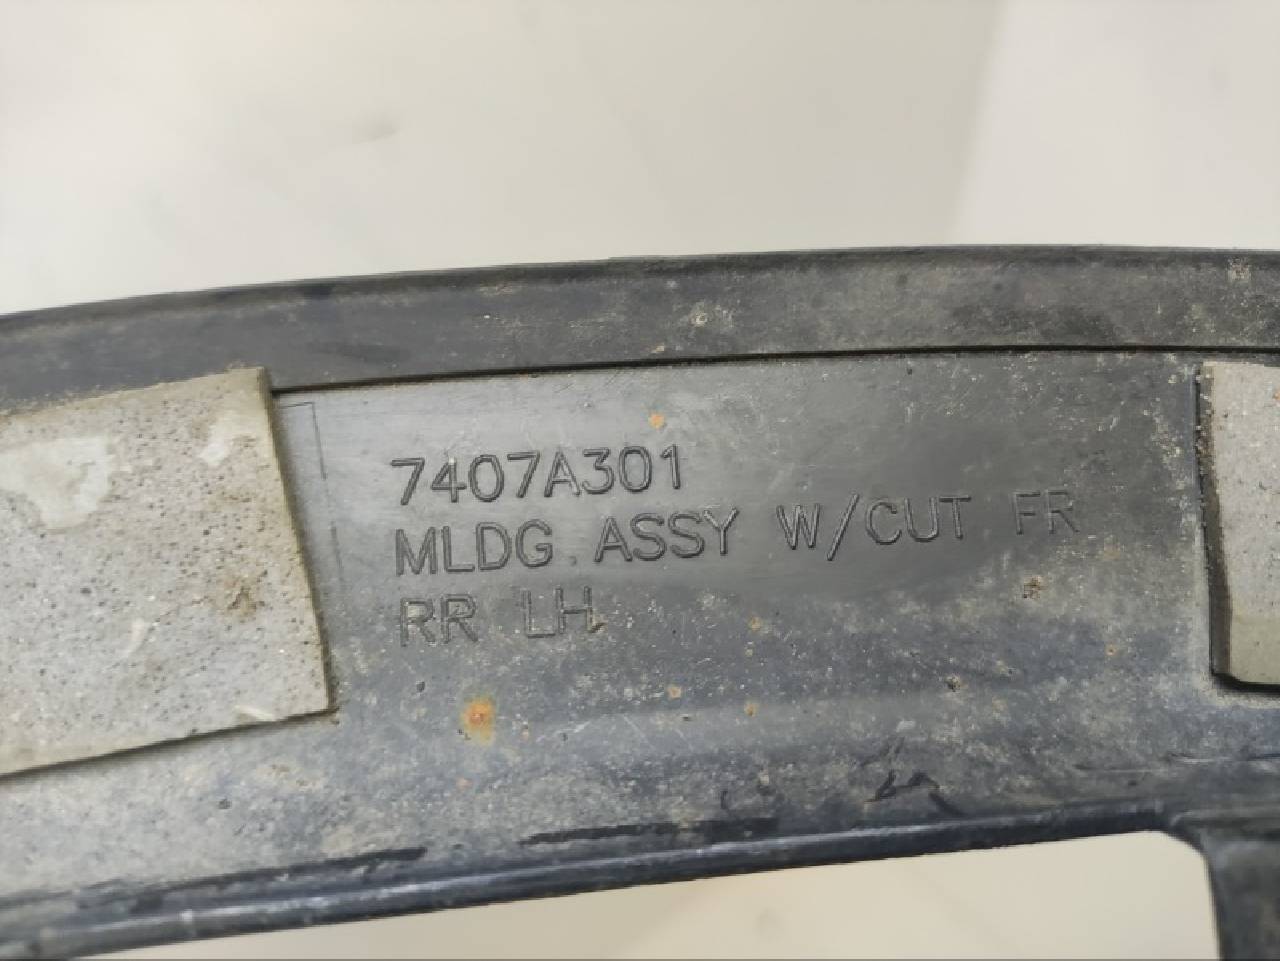 7407A301
MLDG ASSY W/CUT FR
RR LH